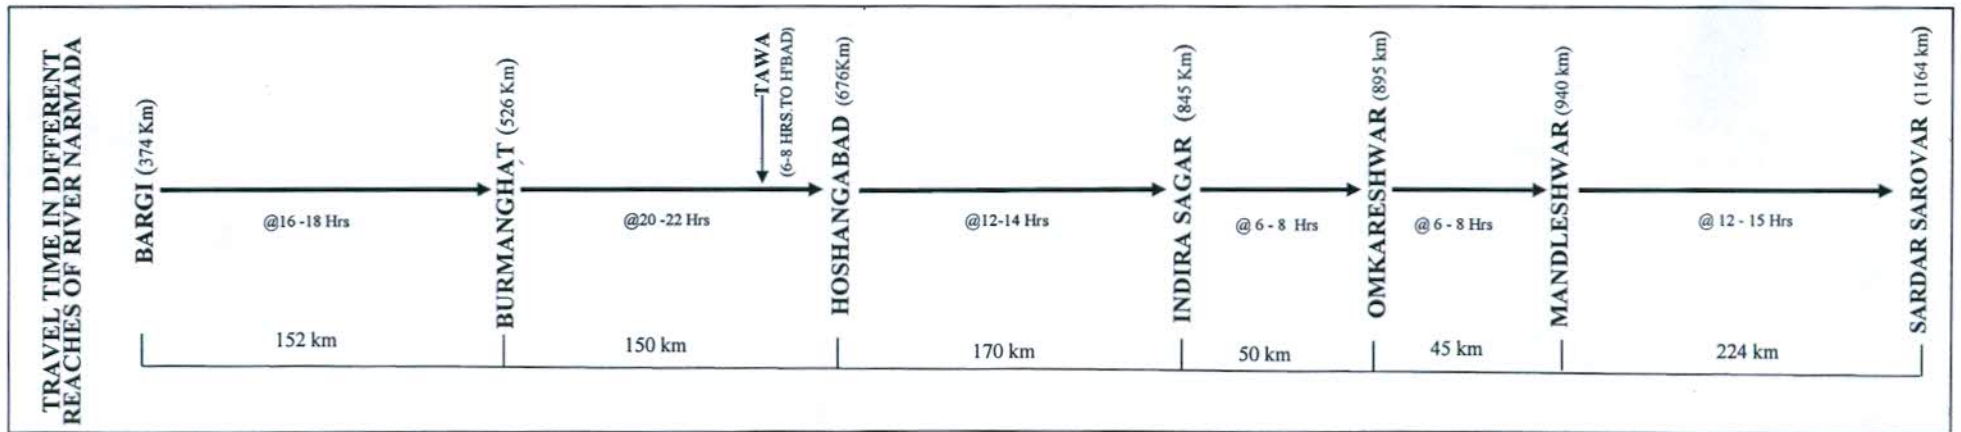 TRAVEL TIME IN DIFFERENT
REACHES OF RIVER NARMADA
BARGI (374 Km)
@16 -18 Hrs
152 km
BURMANGHAT (526 Km)
@20 -22 Hrs
150 km
TAWA
(6-8 HRS.TO H'BAD)
HOSHANGABAD (676Km)
@12-14 Hrs
170 km
INDIRA SAGAR (845 Km)
@ 6 - 8 Hrs
50 km
OMKARESHWAR (895 km)
@ 6 - 8 Hrs
45 km
MANDLESHWAR (940 km)
@ 12 - 15 Hrs
224 km
SARDAR SAROVAR (1164 km)